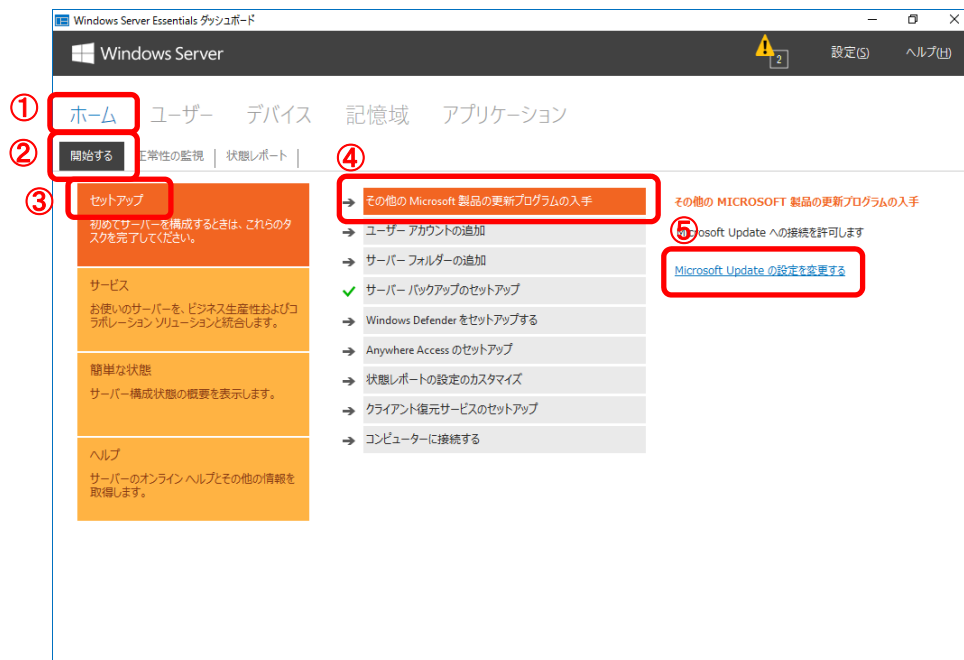 Windows Server Essentials ダッシュボード
Windows Server
2
設定(S)
ヘルプ(H)
①
ホーム
ユーザー
デバイス
記憶域
アプリケーション
②
開始する
正常性の監視
状態レポート
③
セットアップ
初めてサーバーを構成するときは、これらのタ
スクを完了してください。
サービス
お使いのサーバーを、ビジネス生産性およびコ
ラボレーション ソリューションと統合します。
簡単な状態
サーバー構成状態の概要を表示します。
ヘルプ
サーバーのオンライン ヘルプとその他の情報を
取得します。
④
その他の Microsoft 製品の更新プログラムの入手
ユーザー アカウントの追加
サーバー フォルダーの追加
サーバー バックアップのセットアップ
Windows Defender をセットアップする
Anywhere Access のセットアップ
状態レポートの設定のカスタマイズ
クライアント復元サービスのセットアップ
コンピューターに接続する
その他の MICROSOFT 製品の更新プログラムの入手
⑤
Microsoft Update への接続を許可します
Microsoft Update の設定を変更する